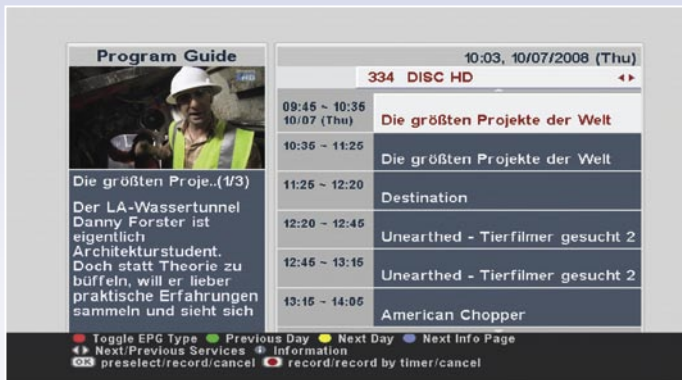 Program Guide
10:03, 10/07/2008 (Thu)
334 DISC HD
Die größten Proje..(1/3)
Der LA-Wassertunnel
Danny Forster ist
eigentlich
Architekturstudent.
Doch statt Theorie zu
büffeln, will er lieber
praktische Erfahrungen
sammeln und sieht sich
09:45 ~ 10:35
10/07 (Thu)
Die größten Projekte der Welt
10:35 ~ 11:25
Die größten Projekte der Welt
11:25 ~ 12:20
Destination
12:20 ~ 12:45
Unearthed - Tierfilmer gesucht 2
12:45 ~ 13:15
Unearthed - Tierfilmer gesucht 2
13:15 ~ 14:05
American Chopper
Toggle EPG Type Previous Day Next Day Next Info Page
Next/Previous Services Information
OK preselect/record/cancel record/record by timer/cancel